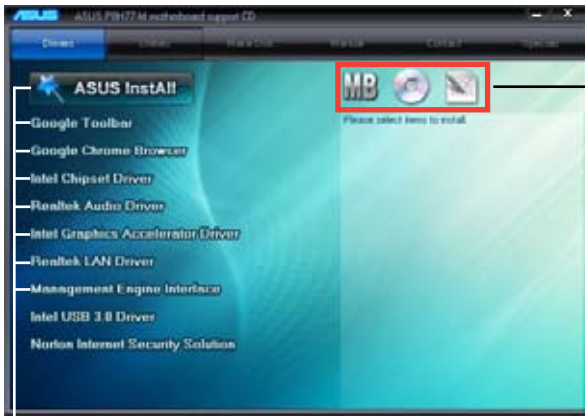 ASUS ASUS P8H77-M motherboard support CD
Drivers Utilities Make Disk Manual Contact Specials
ASUS InstAll
MB
Please select items to install.
Google Toolbar
Google Chrome Browser
Intel Chipset Driver
Realtek Audio Driver
Intel Graphics Accelerator Driver
Realtek LAN Driver
Management Engine Interface
Intel USB 3.0 Driver
Norton Internet Security Solution